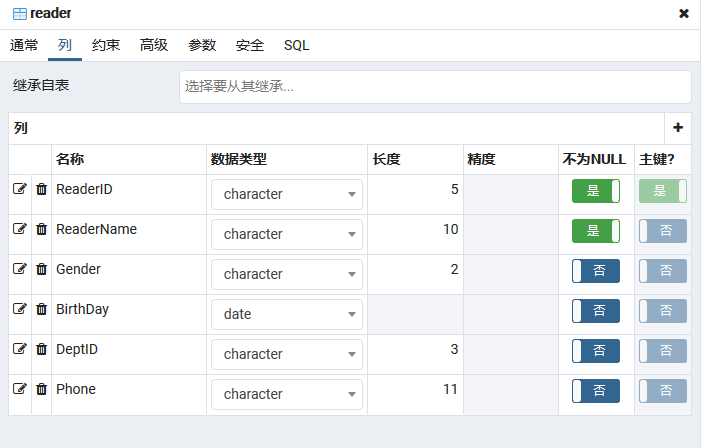 reader
通常 列 约束 高级 参数 安全 SQL
继承自表 选择要从其继承...
列
名称 数据类型 长度 精度 不为NULL 主键?
ReaderID character 5 是 是
ReaderName character 10 是 否
Gender character 2 否 否
BirthDay date 否 否
DeptID character 3 否 否
Phone character 11 否 否